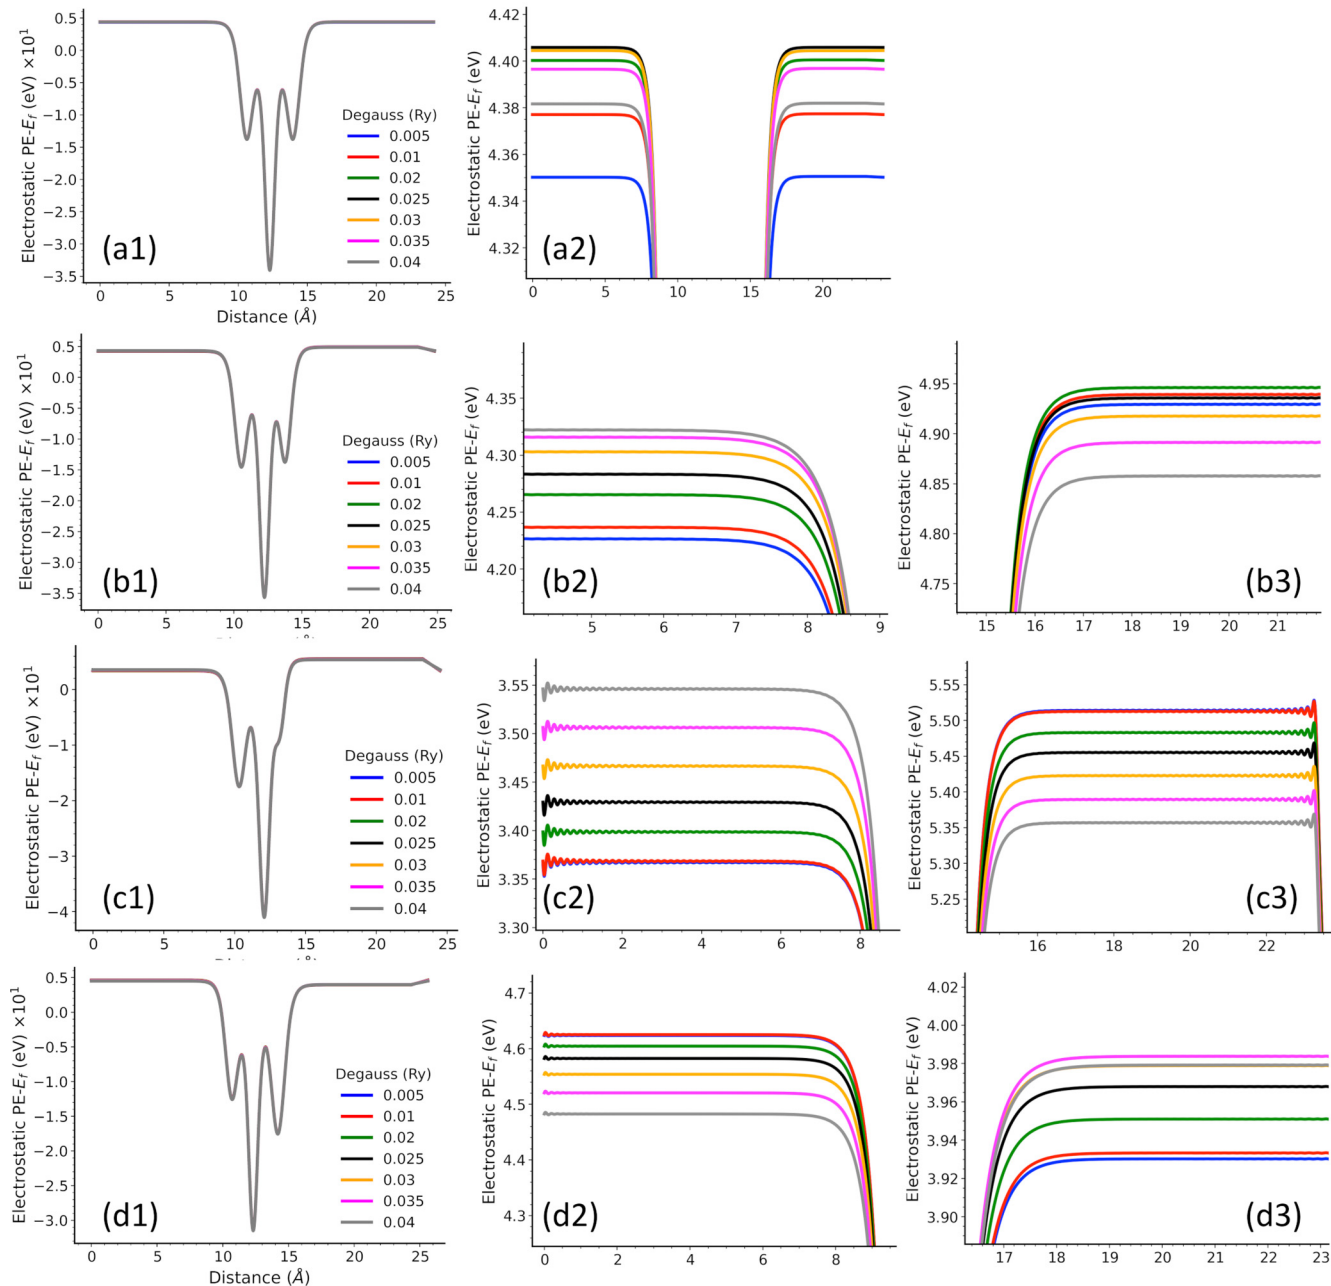 Electrostatic PE-E_f (eV) ×10¹
0.5
0.0
−0.5
−1.0
−1.5
−2.0
−2.5
−3.0
−3.5
Degauss (Ry)
0.005
0.01
0.02
0.025
0.03
0.035
0.04
(a1)
0 5 10 15 20 25
Distance (Å)
Electrostatic PE-E_f (eV)
4.42
4.40
4.38
4.36
4.34
4.32
(a2)
0 5 10 15 20
Electrostatic PE-E_f (eV) ×10¹
0.5
0.0
−0.5
−1.0
−1.5
−2.0
−2.5
−3.0
−3.5
Degauss (Ry)
0.005
0.01
0.02
0.025
0.03
0.035
0.04
(b1)
0 5 10 15 20 25
Electrostatic PE-E_f (eV)
4.35
4.30
4.25
4.20
(b2)
5 6 7 8 9
Electrostatic PE-E_f (eV)
4.95
4.90
4.85
4.80
4.75
(b3)
15 16 17 18 19 20 21
Electrostatic PE-E_f (eV) ×10¹
0
−1
−2
−3
−4
Degauss (Ry)
0.005
0.01
0.02
0.025
0.03
0.035
0.04
(c1)
0 5 10 15 20 25
Distance (Å)
Electrostatic PE-E_f (eV)
3.55
3.50
3.45
3.40
3.35
3.30
(c2)
0 2 4 6 8
Electrostatic PE-E_f (eV)
5.55
5.50
5.45
5.40
5.35
5.30
5.25
(c3)
16 18 20 22
Electrostatic PE-E_f (eV) ×10¹
0.5
0.0
−0.5
−1.0
−1.5
−2.0
−2.5
−3.0
Degauss (Ry)
0.005
0.01
0.02
0.025
0.03
0.035
0.04
(d1)
0 5 10 15 20 25
Distance (Å)
Electrostatic PE-E_f (eV)
4.7
4.6
4.5
4.4
4.3
(d2)
0 2 4 6 8
Electrostatic PE-E_f (eV)
4.02
4.00
3.98
3.96
3.94
3.92
3.90
(d3)
17 18 19 20 21 22 23